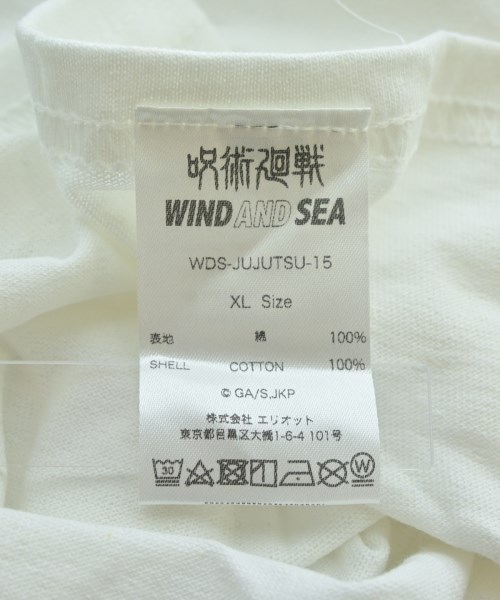 呪術廻戦
WIND AND SEA
WDS-JUJUTSU-15
XL Size
表地 綿 100%
SHELL COTTON 100%
© GA/S.JKP
株式会社 エリオット
東京都目黒区大橋1-6-4 101号
30 W